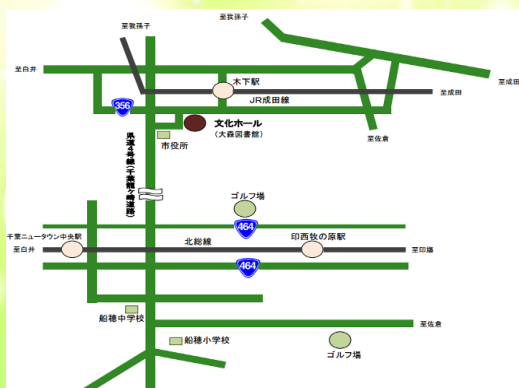 至我孫子
至我孫子
至白井
至成田
木下駅
JR成田線
至成田
356
文化ホール
(大森図書館)
市役所
至佐倉
県道4号線(千葉龍ヶ崎道路)
ゴルフ場
464
千葉ニュータウン中央駅
北総線
印西牧の原駅
至白井
至印旛
464
船穂中学校
至佐倉
船穂小学校
ゴルフ場